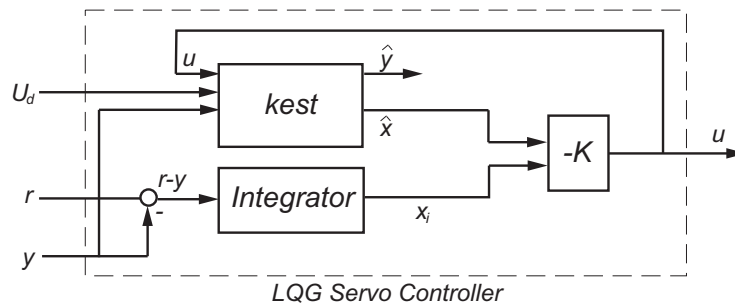 u
ŷ
U_d
kest
x̂
-K
u
r
r-y
-
Integrator
x_i
y
LQG Servo Controller